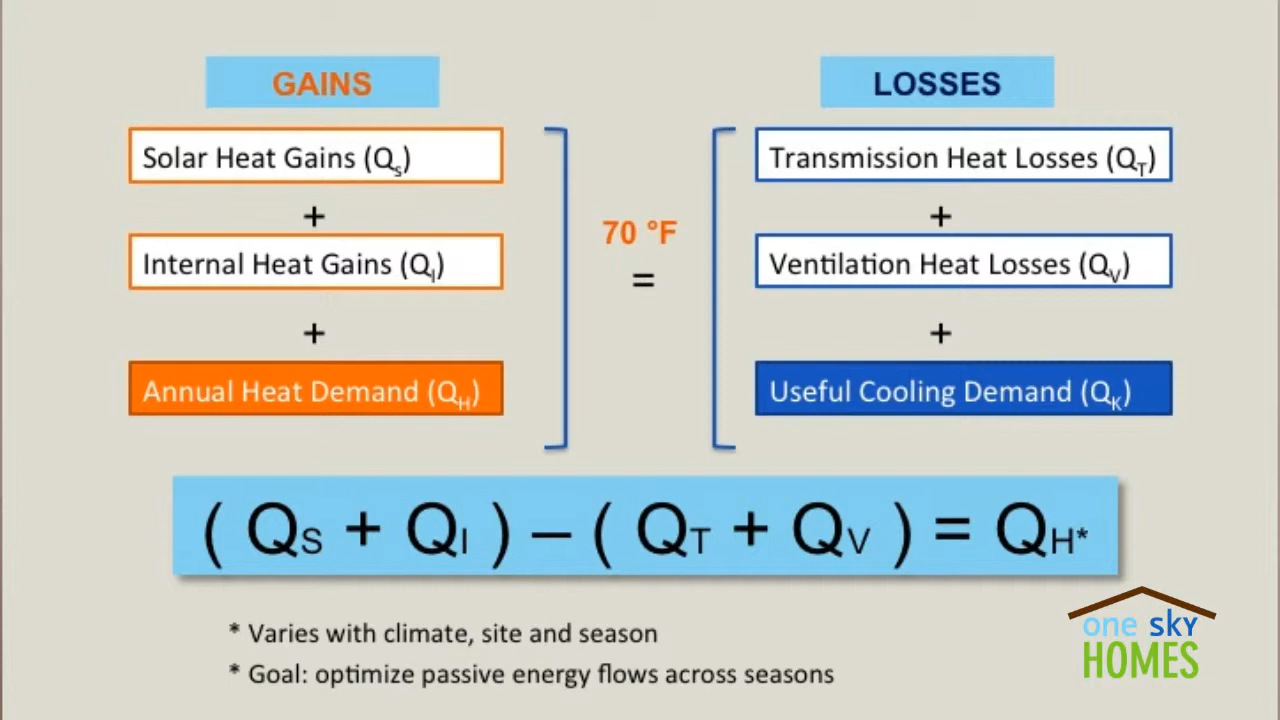 GAINS
LOSSES
Solar Heat Gains (Qs)
+
Internal Heat Gains (QI)
+
Annual Heat Demand (QH)
70 °F
=
Transmission Heat Losses (QT)
+
Ventilation Heat Losses (QV)
+
Useful Cooling Demand (QK)
( QS + QI ) – ( QT + QV ) = QH*
* Varies with climate, site and season
* Goal: optimize passive energy flows across seasons
one sky
HOMES